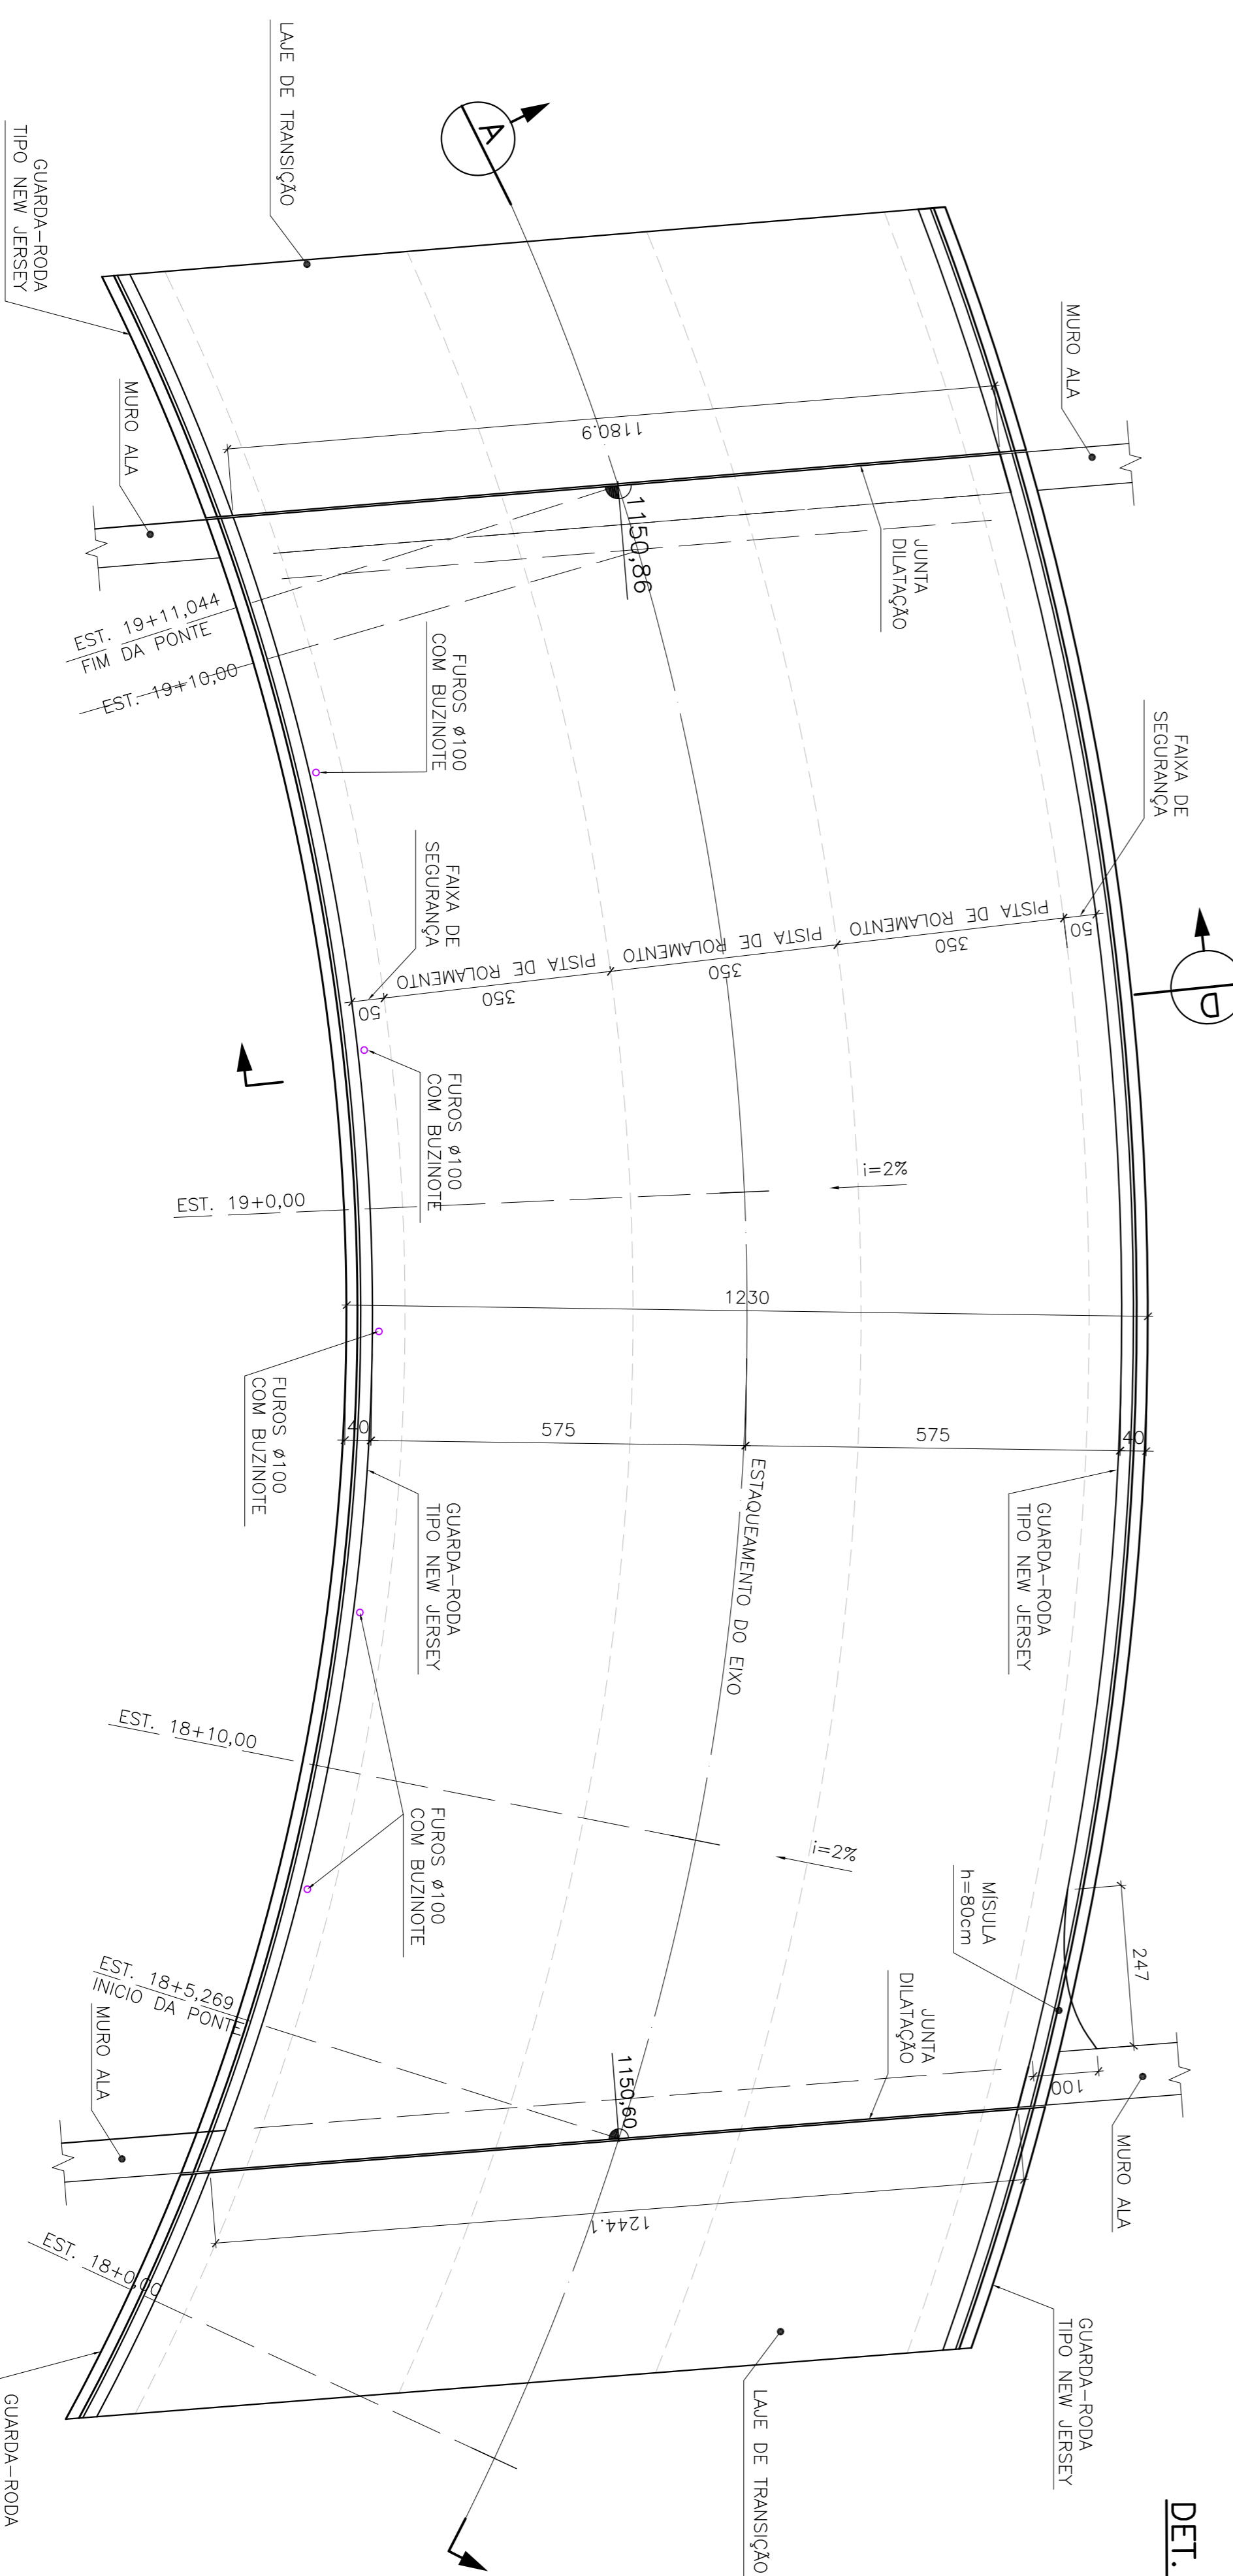 LAJE DE TRANSIÇÃO
GUARDA-RODA
TIPO NEW JERSEY
A
MURO ALA
MURO ALA
1180.9
1150,86
JUNTA
DILATAÇÃO
EST. 19+11,044
FIM DA PONTE
EST. 19+10,00
FUROS ø100
COM BUZINOTE
FAIXA DE
SEGURANÇA
FAIXA DE
SEGURANÇA
50
PISTA DE ROLAMENTO
350
PISTA DE ROLAMENTO
350
PISTA DE ROLAMENTO
350
50
D
FUROS ø100
COM BUZINOTE
EST. 19+0,00
i=2%
1230
FUROS ø100
COM BUZINOTE
40
575
575
40
ESTAQUEAMENTO DO EIXO
GUARDA-RODA
TIPO NEW JERSEY
GUARDA-RODA
TIPO NEW JERSEY
EST. 18+10,00
i=2%
FUROS ø100
COM BUZINOTE
MÍSULA
h=80cm
247
EST. 18+5,269
INICIO DA PONTE
JUNTA
DILATAÇÃO
1150,60
100
MURO ALA
MURO ALA
1244.1
EST. 18+0,00
GUARDA-RODA
TIPO NEW JERSEY
LAJE DE TRANSIÇÃO
GUARDA-RODA
DET.